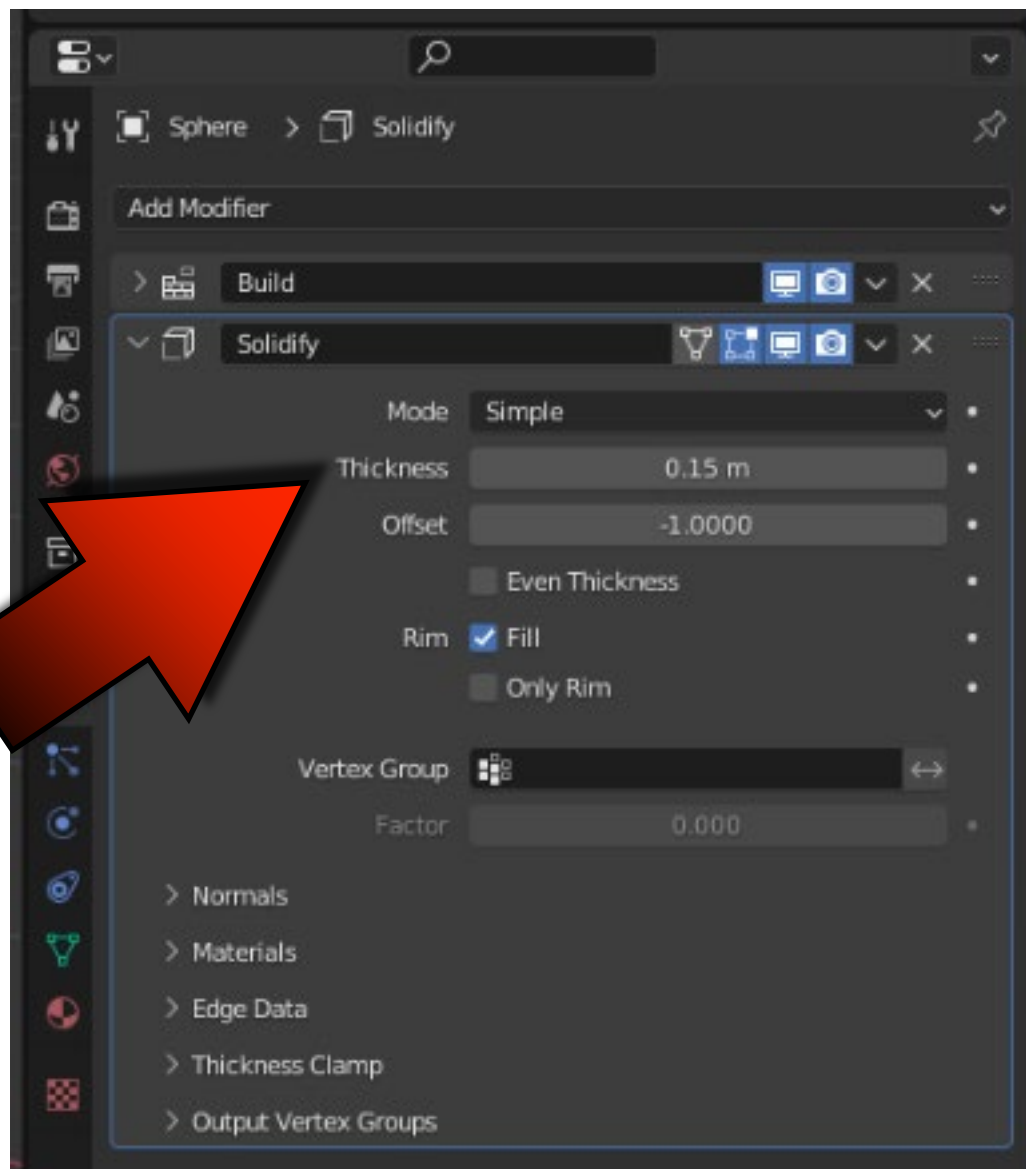 Sphere > Solidify
Add Modifier
Build
Solidify
Mode Simple
Thickness 0.15 m
Offset -1.0000
Even Thickness
Rim Fill
Only Rim
Vertex Group
Factor 0.000
Normals
Materials
Edge Data
Thickness Clamp
Output Vertex Groups